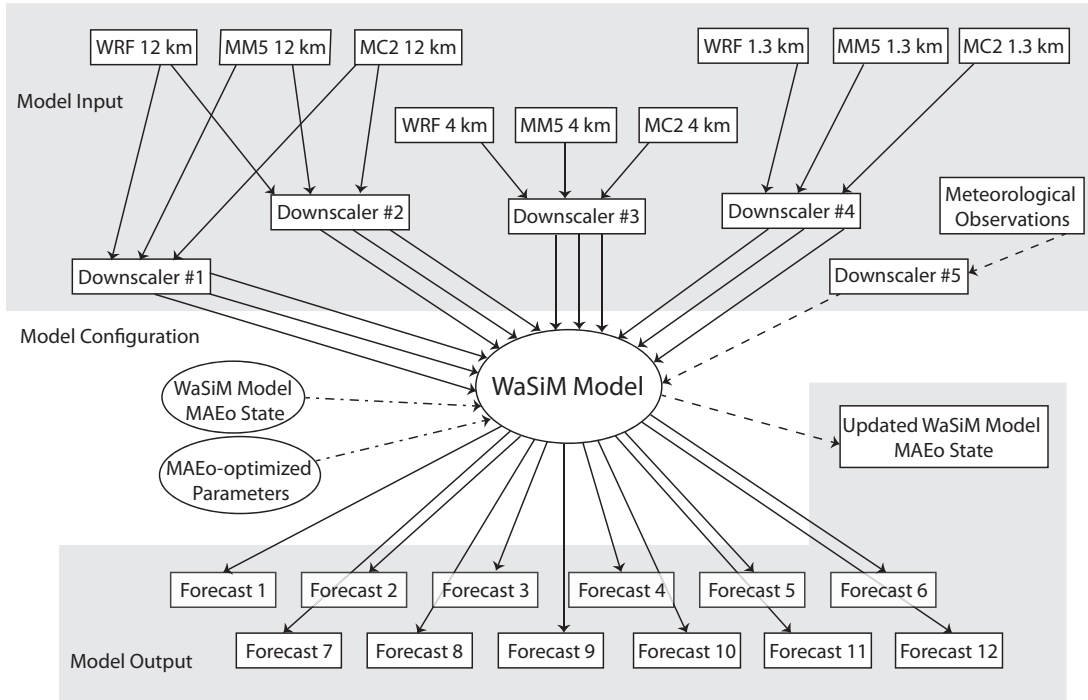 WRF 12 km
MM5 12 km
MC2 12 km
WRF 1.3 km
MM5 1.3 km
MC2 1.3 km
Model Input
WRF 4 km
MM5 4 km
MC2 4 km
Downscaler #2
Downscaler #3
Downscaler #4
Meteorological
Observations
Downscaler #1
Downscaler #5
Model Configuration
WaSiM Model
WaSiM Model
MAEo State
MAEo-optimized
Parameters
Updated WaSiM Model
MAEo State
Forecast 1
Forecast 2
Forecast 3
Forecast 4
Forecast 5
Forecast 6
Forecast 7
Forecast 8
Forecast 9
Forecast 10
Forecast 11
Forecast 12
Model Output